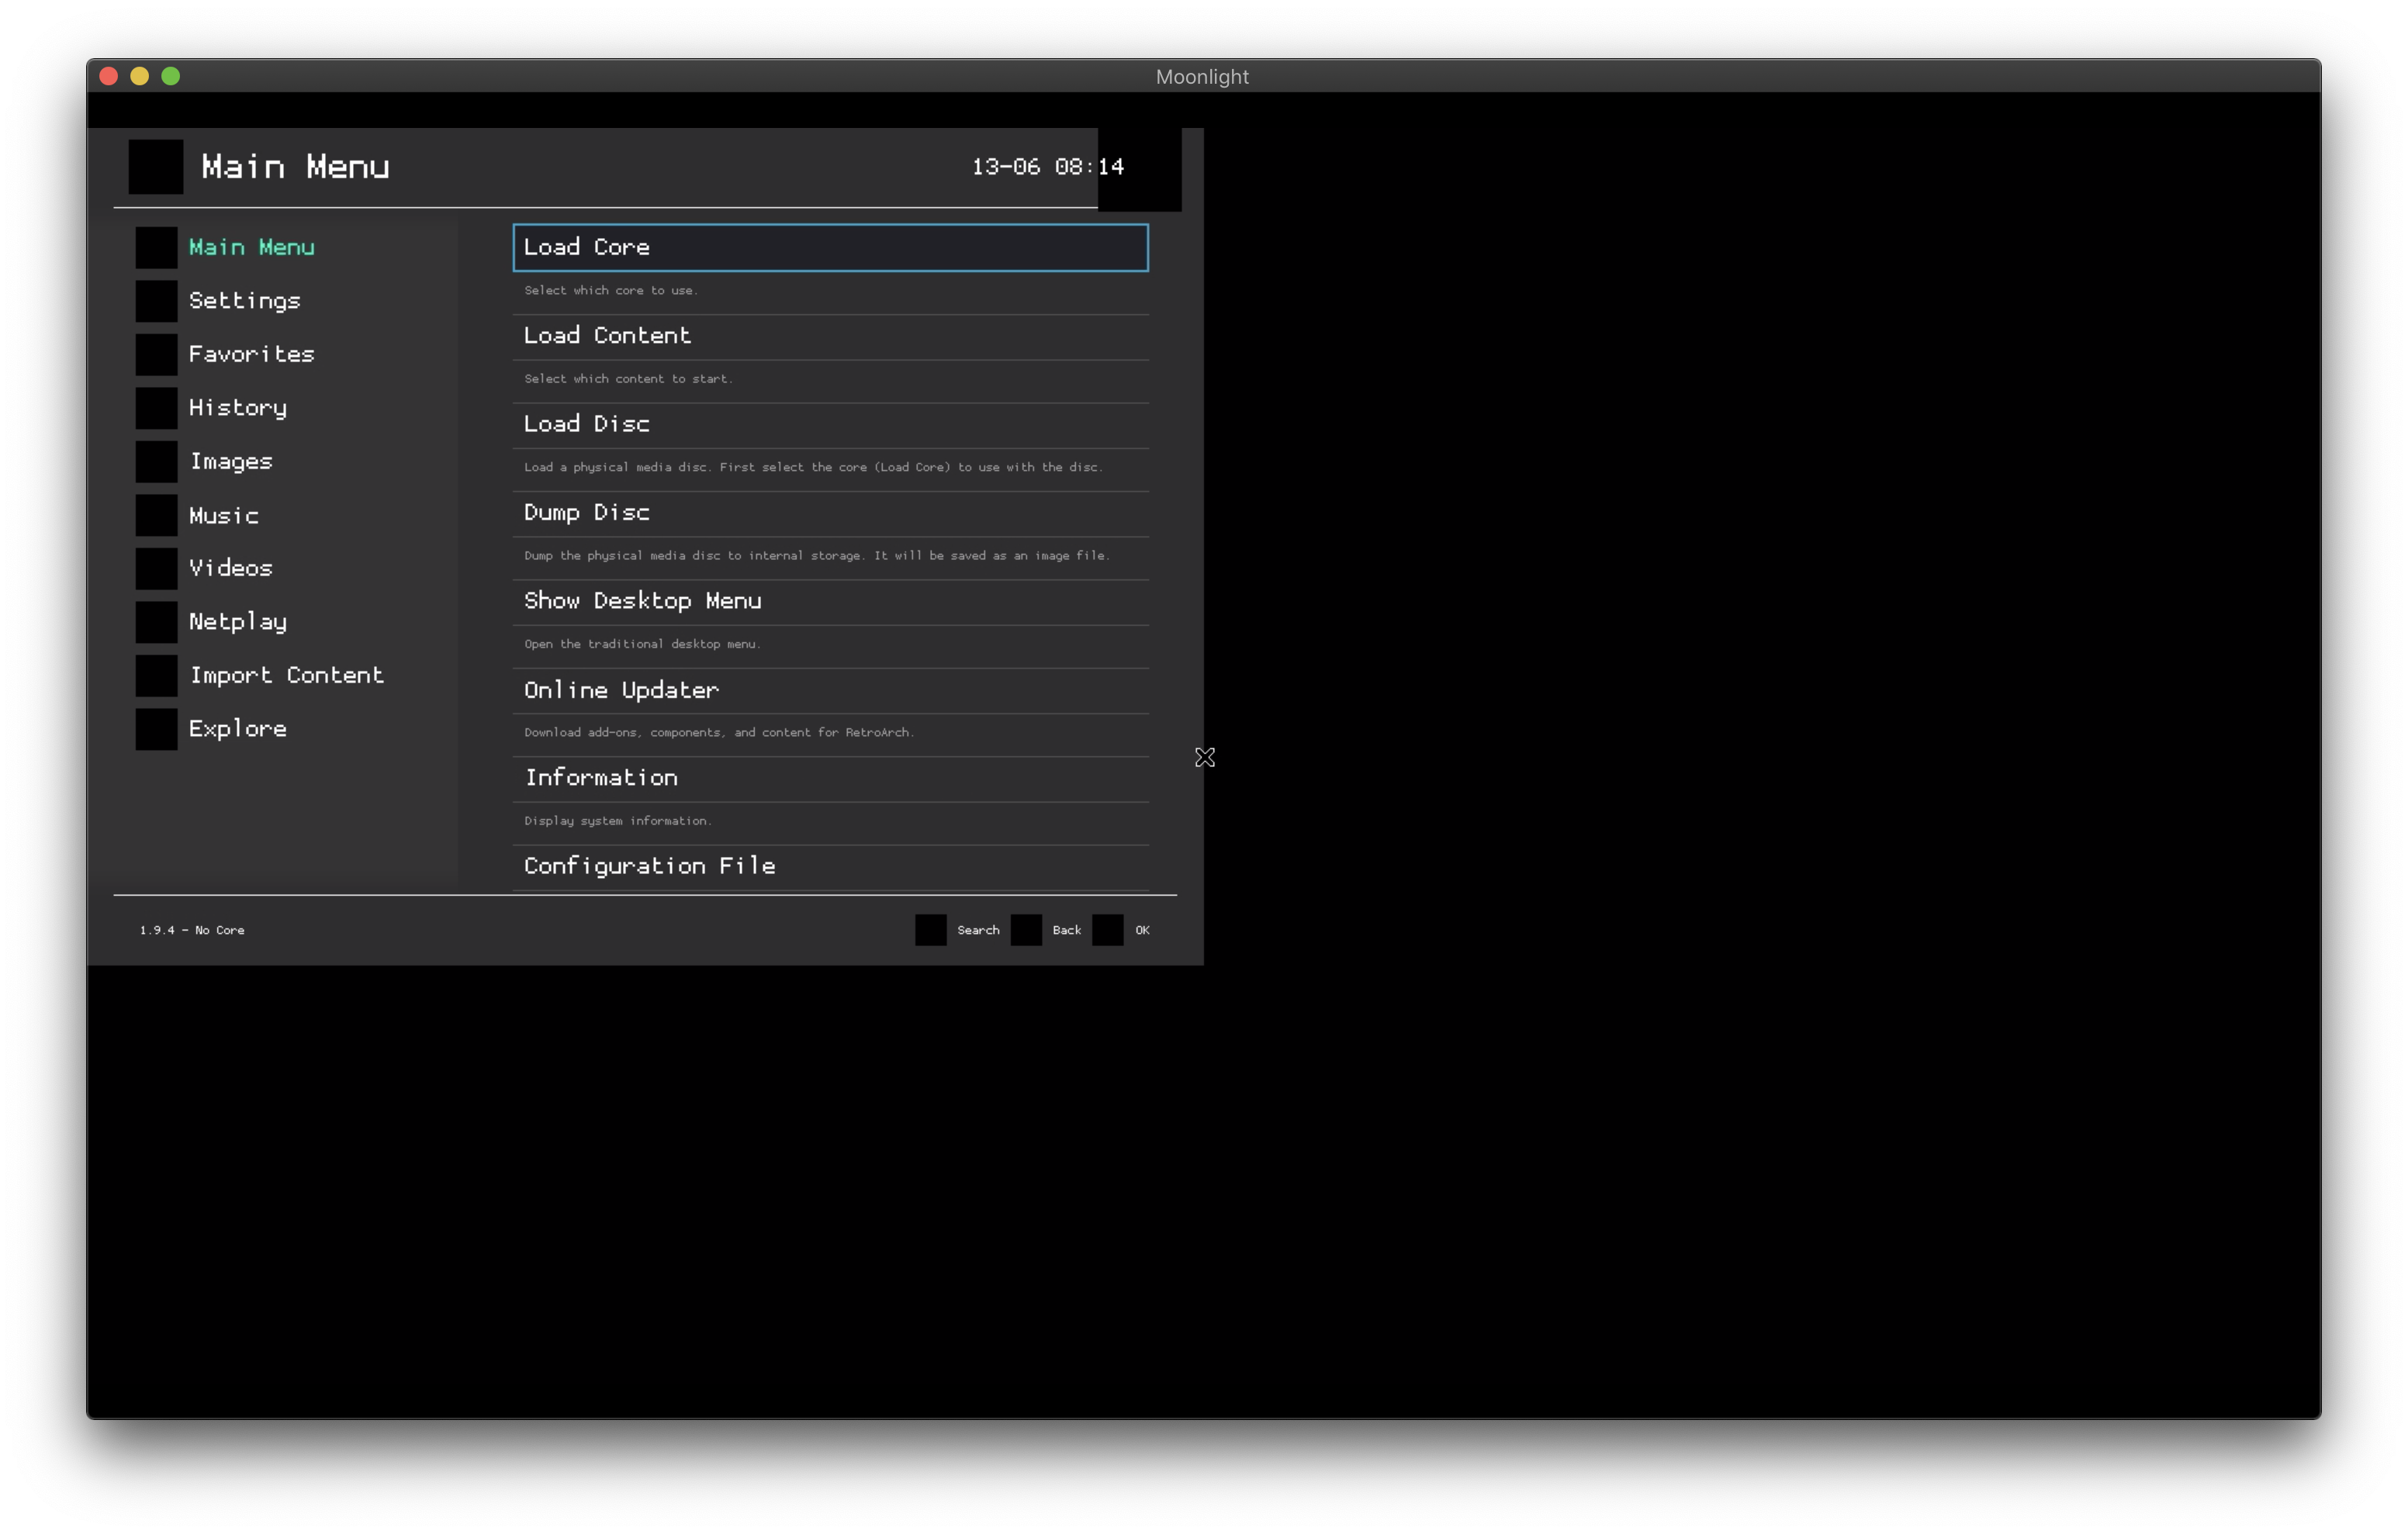 Moonlight
Main Menu
13-06 08:14
Main Menu
Settings
Favorites
History
Images
Music
Videos
Netplay
Import Content
Explore
Load Core
Select which core to use.
Load Content
Select which content to start.
Load Disc
Load a physical media disc. First select the core (Load Core) to use with the disc.
Dump Disc
Dump the physical media disc to internal storage. It will be saved as an image file.
Show Desktop Menu
Open the traditional desktop menu.
Online Updater
Download add-ons, components, and content for RetroArch.
Information
Display system information.
Configuration File
1.9.4 - No Core
Search Back OK